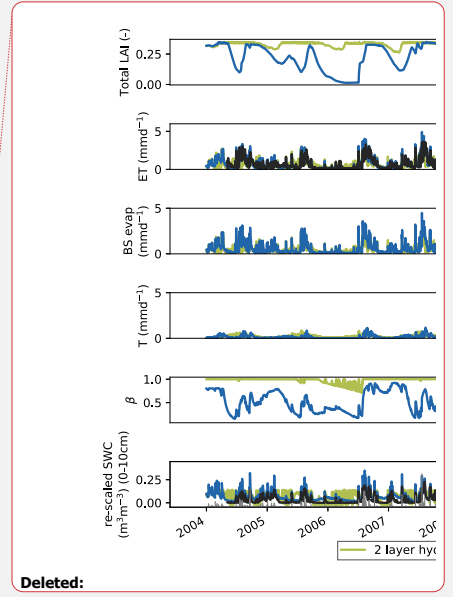 Total LAI (-)
0.25
0.00
ET (mmd⁻¹)
5
0
BS evap
(mmd⁻¹)
5
0
T (mmd⁻¹)
5
0
β
1.0
0.5
re-scaled SWC
(m³m⁻³) (0-10cm)
0.25
0.00
2004
2005
2006
2007
200
2 layer hyd
Deleted: